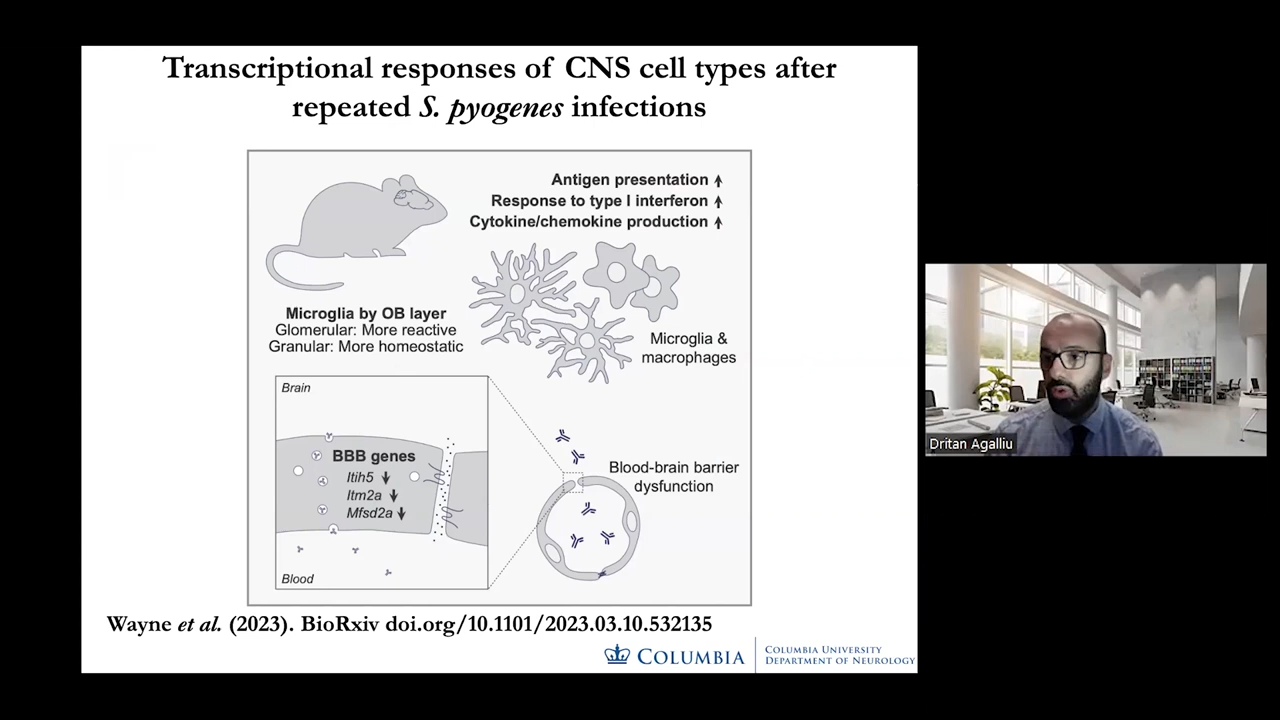 Transcriptional responses of CNS cell types after
repeated S. pyogenes infections
Antigen presentation ↑
Response to type I interferon ↑
Cytokine/chemokine production ↑
Microglia by OB layer
Glomerular: More reactive
Granular: More homeostatic
Microglia &
macrophages
Brain
BBB genes
Itih5 ↓
Itm2a ↓
Mfsd2a ↓
Blood
Blood-brain barrier
dysfunction
Wayne et al. (2023). BioRxiv doi.org/10.1101/2023.03.10.532135
COLUMBIA
COLUMBIA UNIVERSITY
DEPARTMENT OF NEUROLOGY
Dritan Agalliu